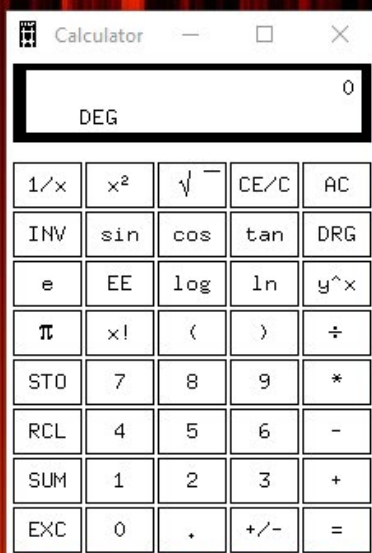 Calculator
0
DEG
1/x x² √‾ CE/C AC
INV sin cos tan DRG
e EE log ln y^x
π x! ( ) ÷
STO 7 8 9 *
RCL 4 5 6 -
SUM 1 2 3 +
EXC 0 . +/- =